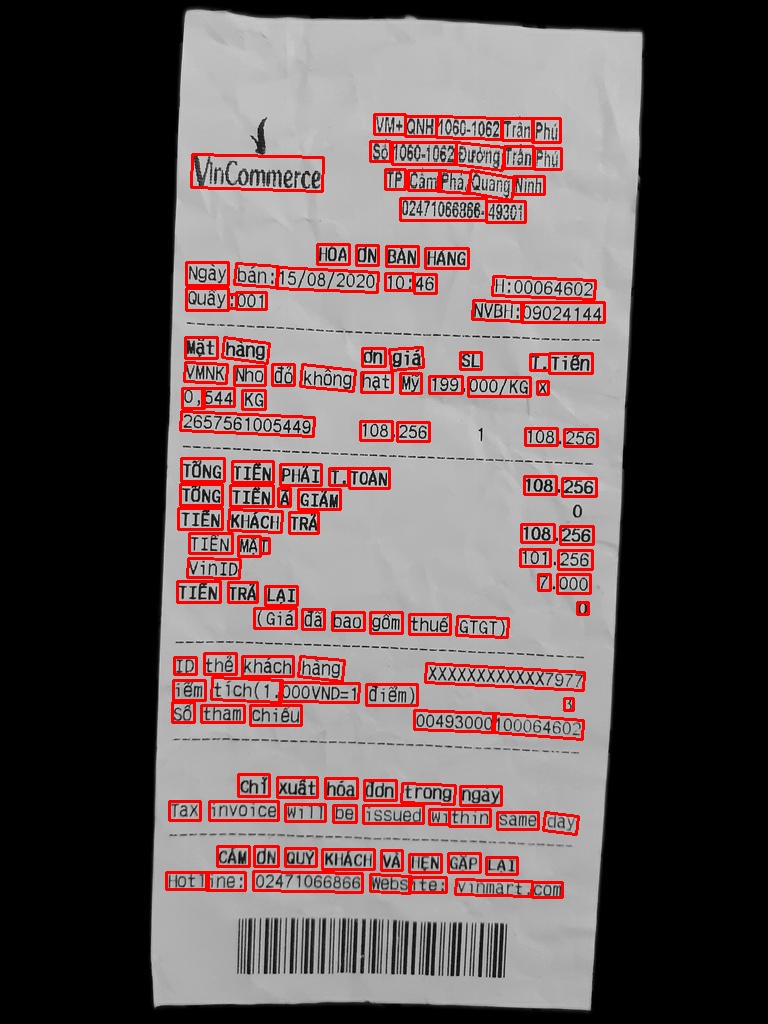 VinCommerce
VM+ QNH 1060-1062 Trần Phú
Số 1060-1062 Đường Trần Phú
TP Cẩm Phả, Quảng Ninh
02471066866-49301
HÓA ĐƠN BÁN HÀNG
Ngày bán:15/08/2020 10:46 HĐ:00064602
Quầy:001 NVBH:09024144
Mặt hàng Đơn giá SL T.Tiền
VMNK Nho đỏ không hạt Mỹ 199.000/KG x
0,544 KG
2657561005449 108.256 1 108.256
TỔNG TIỀN PHẢI T.TOÁN 108.256
TỔNG TIỀN ĐÃ GIẢM 0
TIỀN KHÁCH TRẢ 108.256
TIỀN MẶT 101.256
VinID 7.000
TIỀN TRẢ LẠI 0
(Giá đã bao gồm thuế GTGT)
ID thẻ khách hàng XXXXXXXXXXXX7977
Điểm tích(1.000VND=1 điểm) 3
Số tham chiếu 00493000100064602
Chỉ xuất hóa đơn trong ngày
Tax invoice will be issued within same day
CẢM ƠN QUÝ KHÁCH VÀ HẸN GẶP LẠI
Hotline: 02471066866 Website: vinmart.com